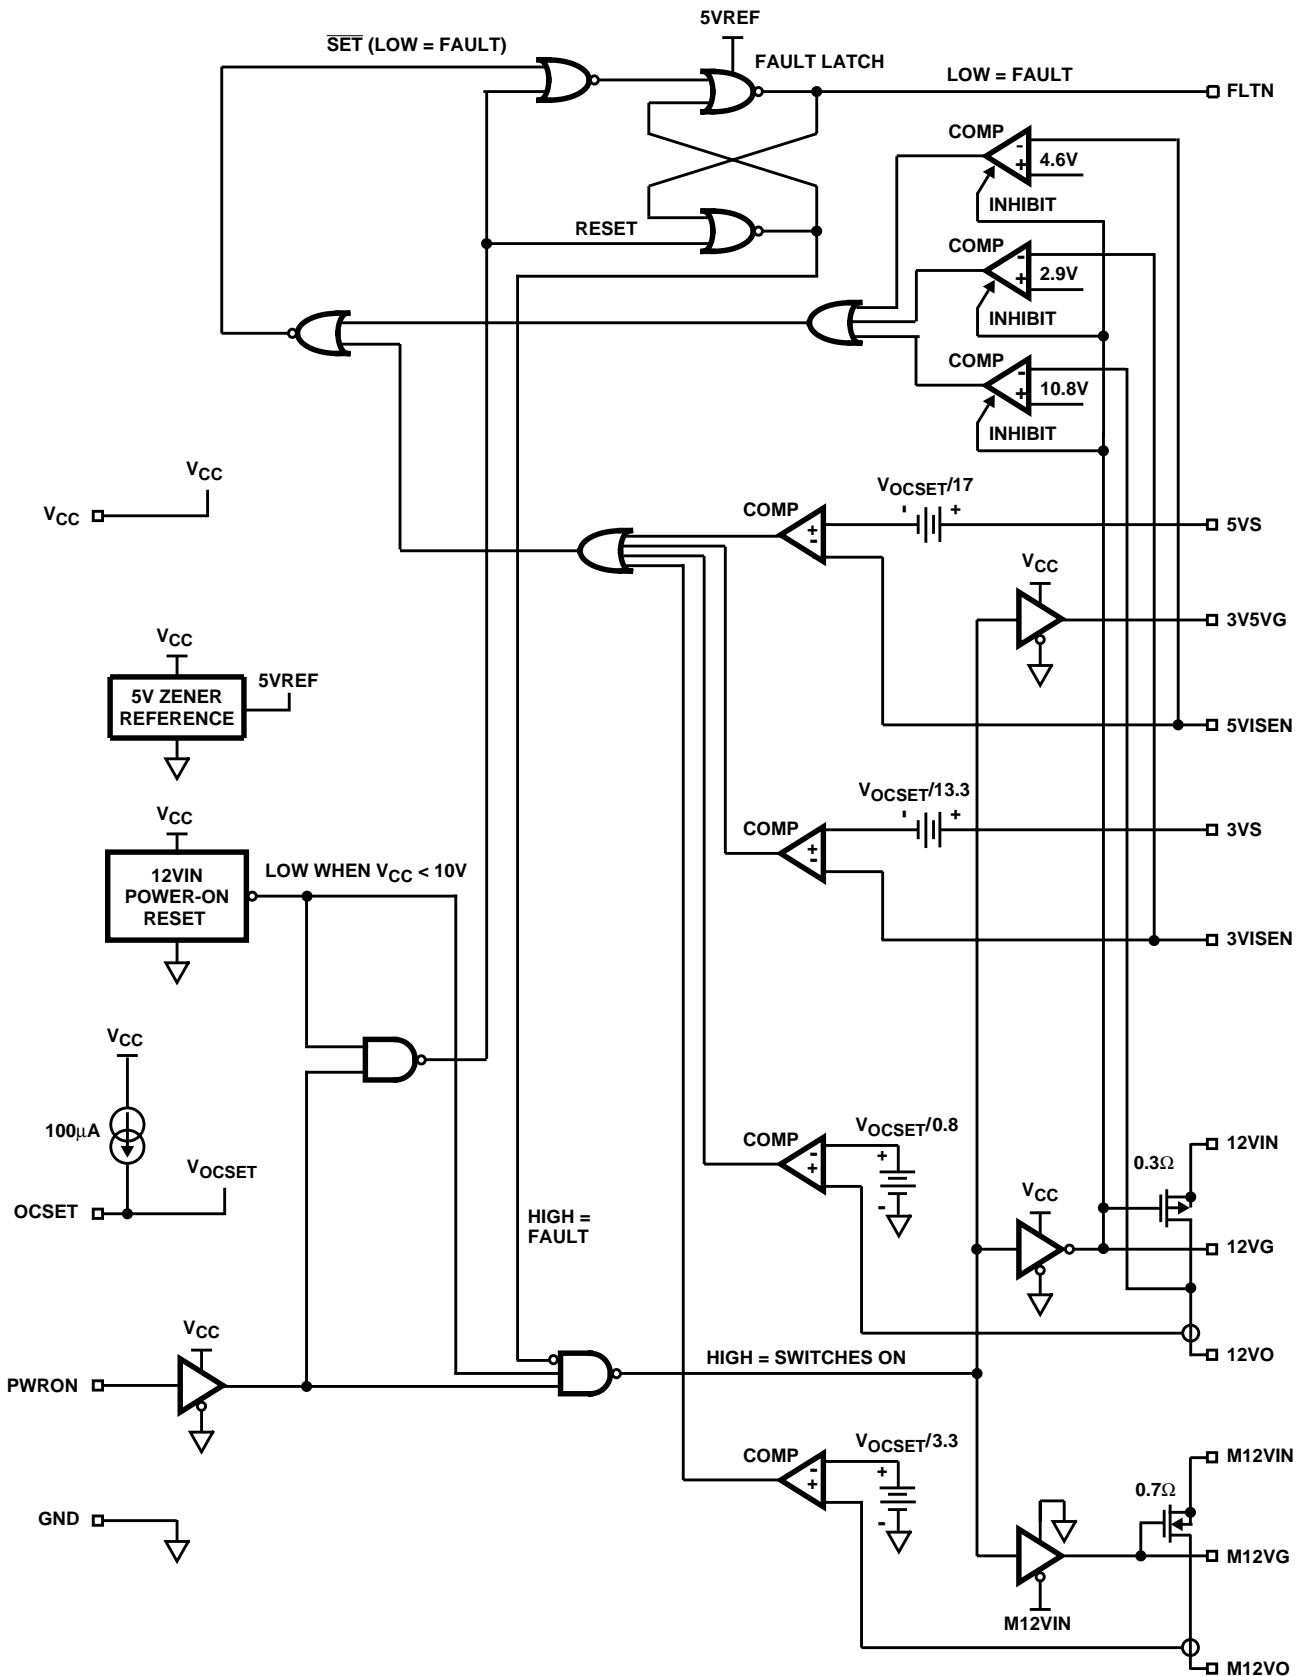 5VREF
SET (LOW = FAULT)
FAULT LATCH
LOW = FAULT
FLTN
COMP
-
+
4.6V
INHIBIT
RESET
COMP
-
+
2.9V
INHIBIT
COMP
-
+
10.8V
INHIBIT
VCC
VCC
VOCSET/17
- +
COMP
+
-
5VS
VCC
3V5VG
VCC
5V ZENER
REFERENCE
5VREF
5VISEN
VOCSET/13.3
- +
COMP
+
-
3VS
VCC
12VIN
POWER-ON
RESET
LOW WHEN VCC < 10V
3VISEN
VCC
100µA
VOCSET
OCSET
COMP
-
+
VOCSET/0.8
+
-
12VIN
0.3Ω
VCC
12VG
HIGH =
FAULT
12VO
VCC
PWRON
HIGH = SWITCHES ON
COMP
-
+
VOCSET/3.3
+
-
M12VIN
0.7Ω
GND
M12VG
M12VIN
M12VO